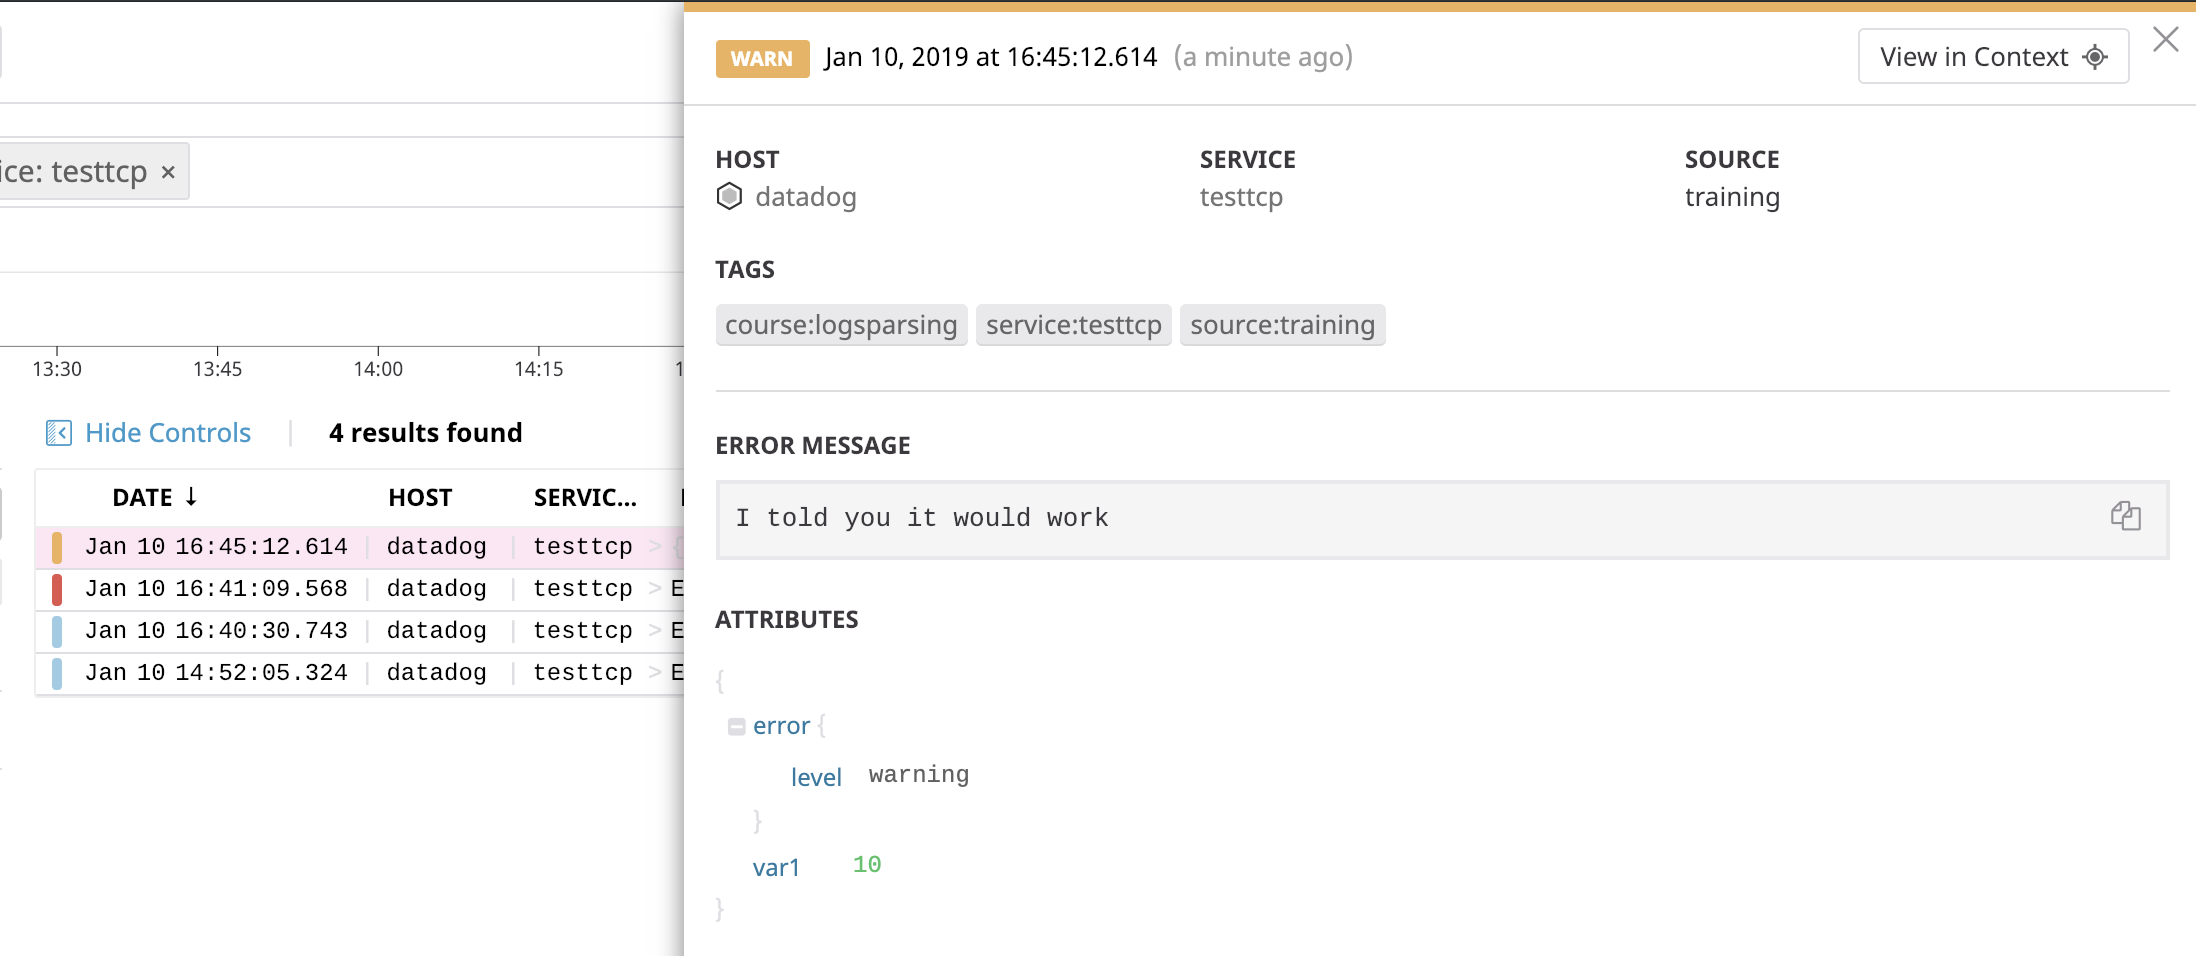 ice: testtcp ×
13:30 13:45 14:00 14:15
Hide Controls 4 results found
DATE ↓ HOST SERVIC...
Jan 10 16:45:12.614 | datadog | testtcp > {
Jan 10 16:41:09.568 | datadog | testtcp > E
Jan 10 16:40:30.743 | datadog | testtcp > E
Jan 10 14:52:05.324 | datadog | testtcp > E
WARN Jan 10, 2019 at 16:45:12.614 (a minute ago) View in Context
HOST SERVICE SOURCE
datadog testtcp training
TAGS
course:logsparsing service:testtcp source:training
ERROR MESSAGE
I told you it would work
ATTRIBUTES
{
error {
level warning
}
var1 10
}